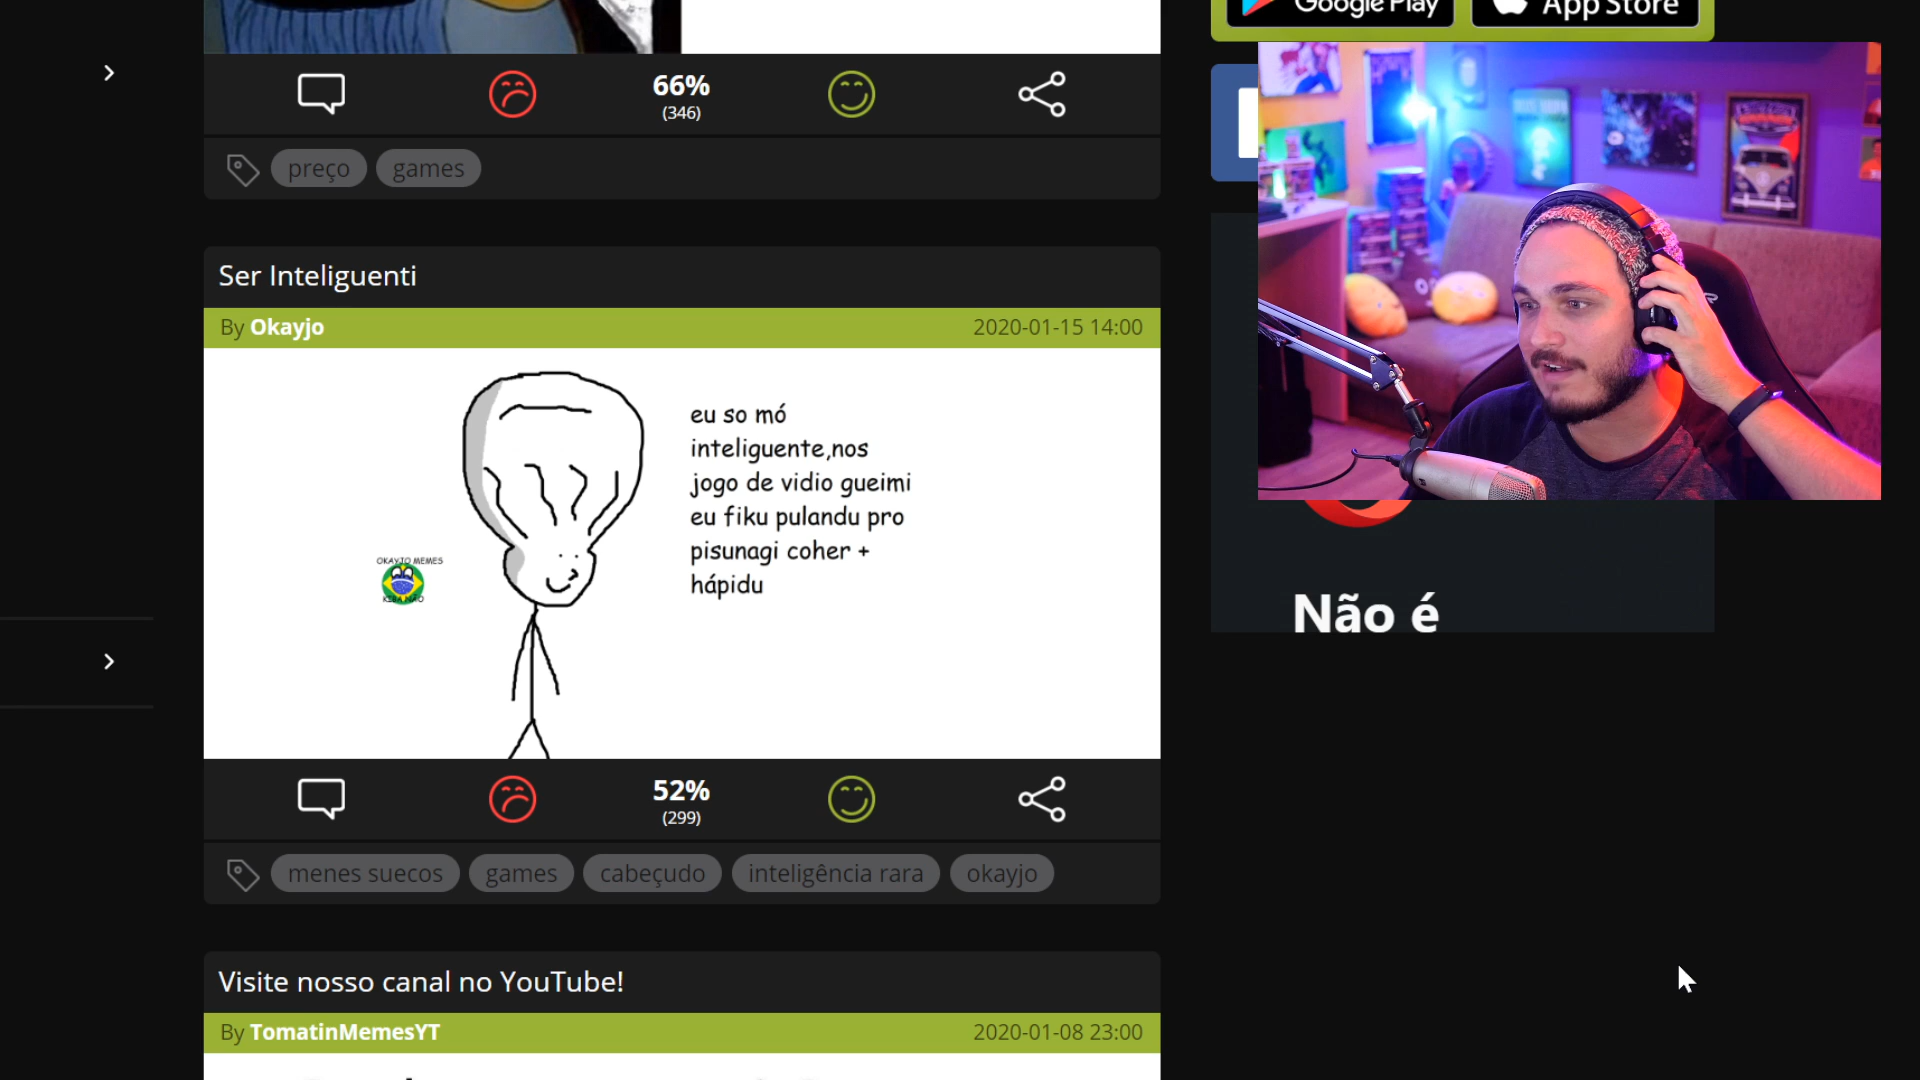 Google Play
App Store
66%
(346)
preço
games
Ser Inteliguenti
By Okayjo
2020-01-15 14:00
eu so mó
inteliguente,nos
jogo de vidio gueimi
eu fiku pulandu pro
pisunagi coher +
hápidu
OKAYJO MEMES
KIBA NÃO
Não é
52%
(299)
menes suecos
games
cabeçudo
inteligência rara
okayjo
Visite nosso canal no YouTube!
By TomatinMemesYT
2020-01-08 23:00